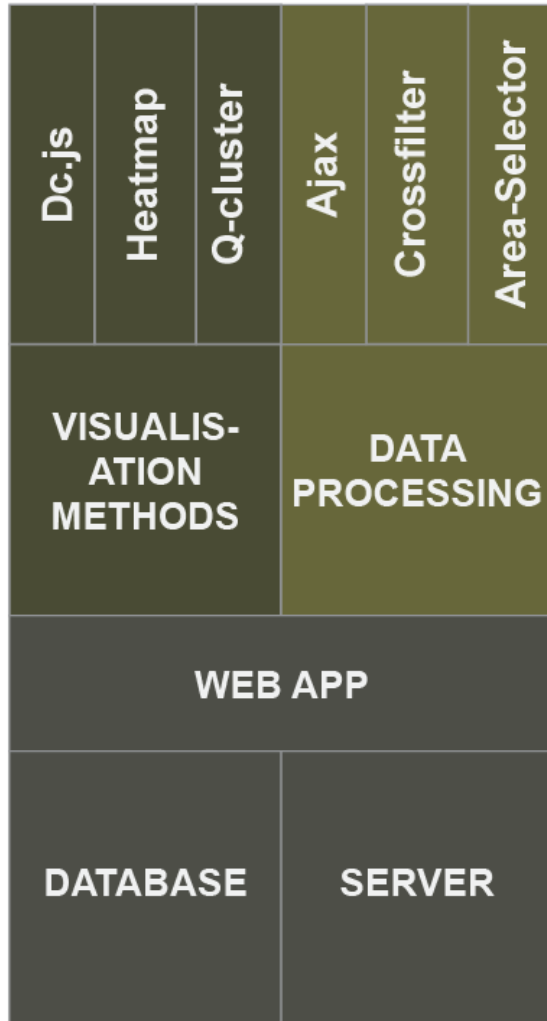 Dc.js
Heatmap
Q-cluster
Ajax
Crossfilter
Area-Selector
VISUALIS-
ATION
METHODS
DATA
PROCESSING
WEB APP
DATABASE
SERVER